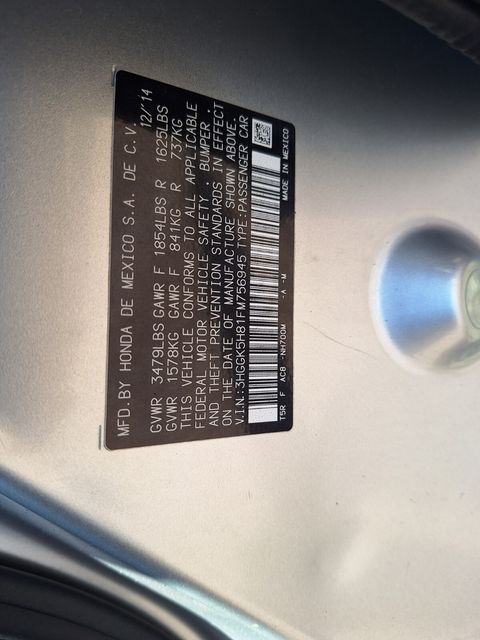 MFD.BY HONDA DE MEXICO S.A. DE C.V. 12/'14
GVWR 3479LBS GAWR F 1854LBS R 1625LBS
GVWR 1578KG GAWR F 841KG R 737KG
THIS VEHICLE CONFORMS TO ALL APPLICABLE
FEDERAL MOTOR VEHICLE SAFETY , BUMPER ,
AND THEFT PREVENTION STANDARDS IN EFFECT
ON THE DATE OF MANUFACTURE SHOWN ABOVE.
V.I.N.:3HGGK5H81FM756945 TYPE:PASSENGER CAR
T5R F AC8 -NH700M -A -M MADE IN MEXICO